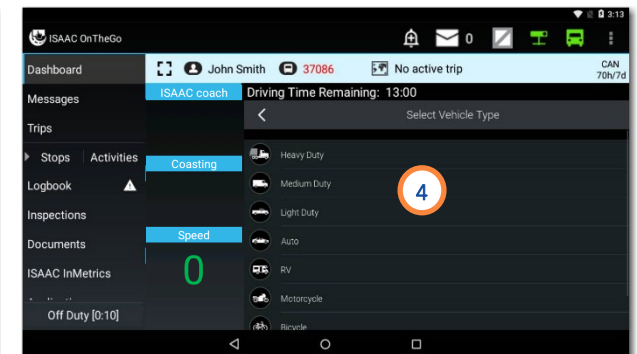 3:13
ISAAC OnTheGo
0
Dashboard
John Smith 37086 No active trip CAN
70h/7d
Messages
Trips
Stops Activities
Logbook
Inspections
Documents
ISAAC InMetrics
Off Duty [0:10]
ISAAC coach
Coasting
Speed
0
Driving Time Remaining: 13:00
Select Vehicle Type
Heavy Duty
Medium Duty
4
Light Duty
Auto
RV
Motorcycle
Bicycle